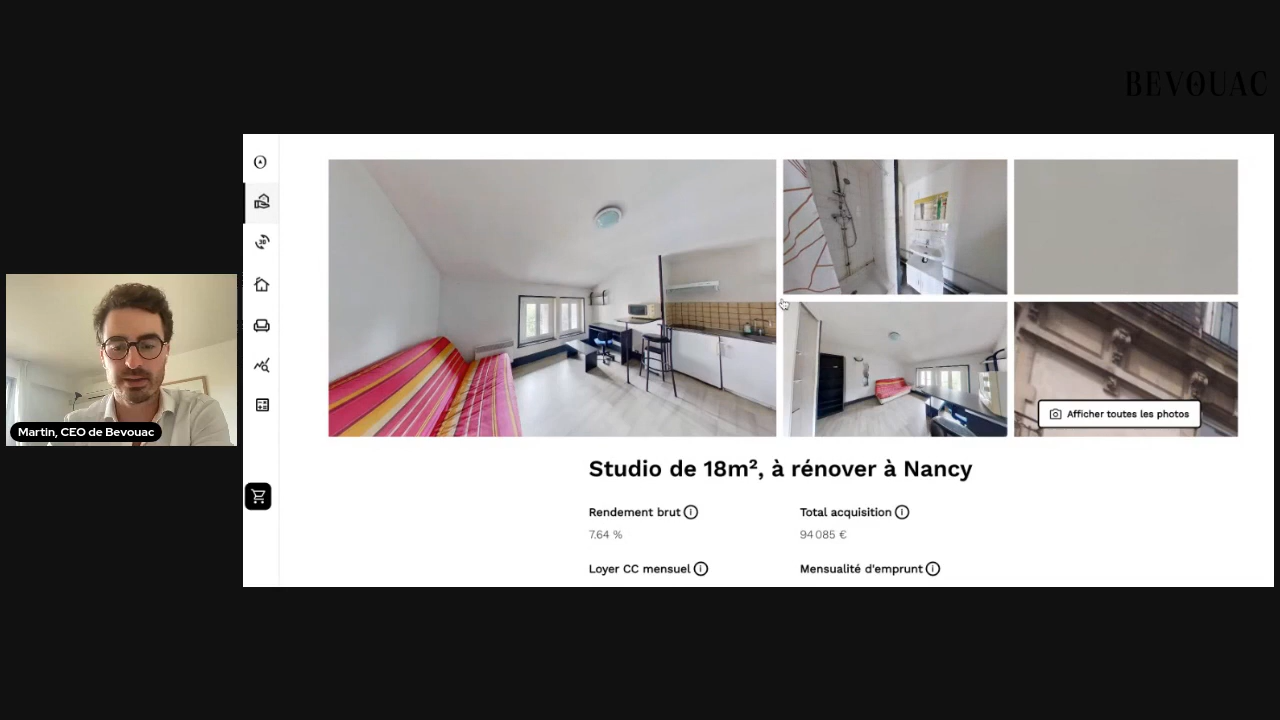 BEVOUAC
Afficher toutes les photos
Martin, CEO de Bevouac
Studio de 18m², à rénover à Nancy
Rendement brut
Total acquisition
7.64 %
94 085 €
Loyer CC mensuel
Mensualité d'emprunt